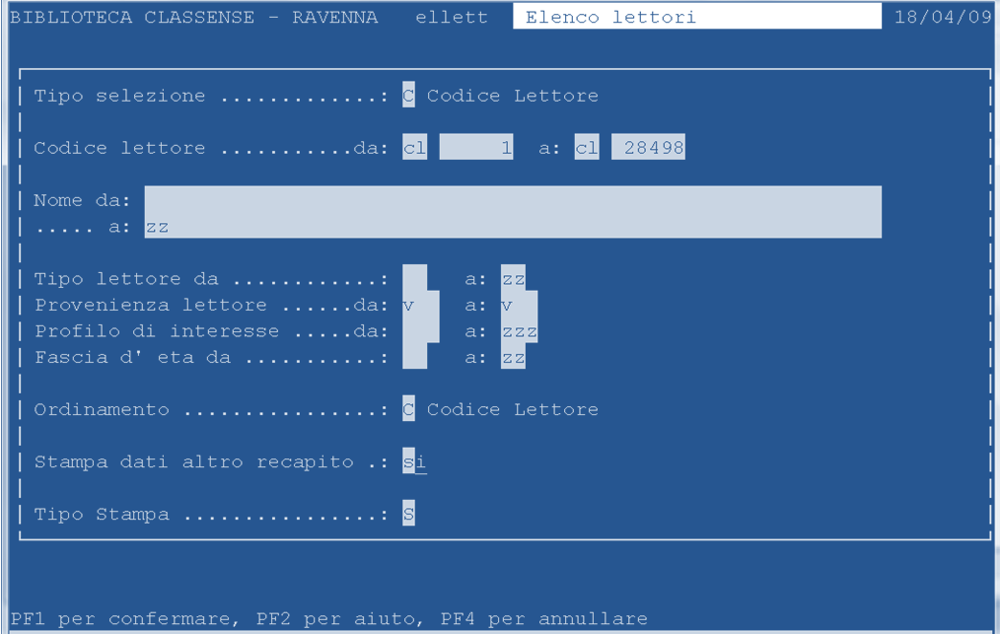 BIBLIOTECA CLASSENSE - RAVENNA ellett Elenco lettori 18/04/09
Tipo selezione .............: C Codice Lettore
Codice lettore ...........da: cl 1 a: cl 28498
Nome da:
..... a: zz
Tipo lettore da ............: a: zz
Provenienza lettore ......da: v a: v
Profilo di interesse .....da: a: zzz
Fascia d' eta da ...........: a: zz
Ordinamento ................: C Codice Lettore
Stampa dati altro recapito .: si
Tipo Stampa ................: S
PF1 per confermare, PF2 per aiuto, PF4 per annullare